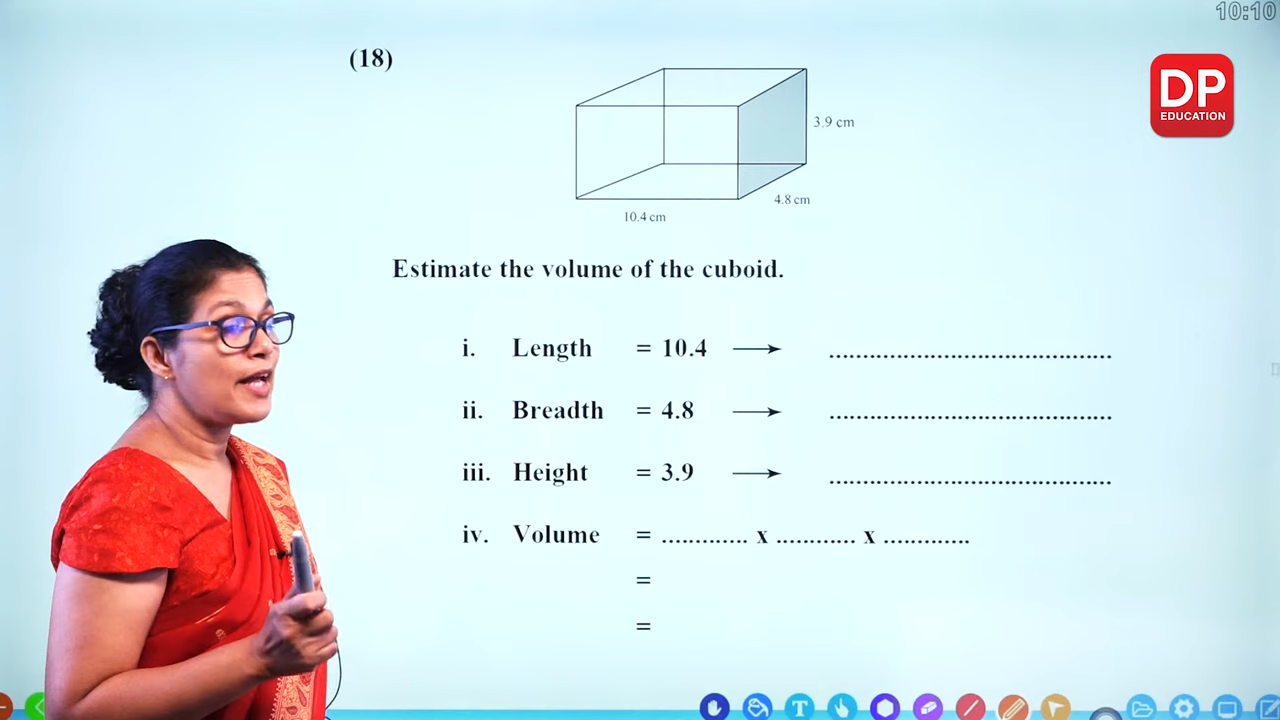 10:10
(18)
DP
EDUCATION
3.9 cm
4.8 cm
10.4 cm
Estimate the volume of the cuboid.
i. Length = 10.4 → ..........................................
ii. Breadth = 4.8 → ..........................................
iii. Height = 3.9 → ..........................................
iv. Volume = ............. x ............ x .............
=
=
T